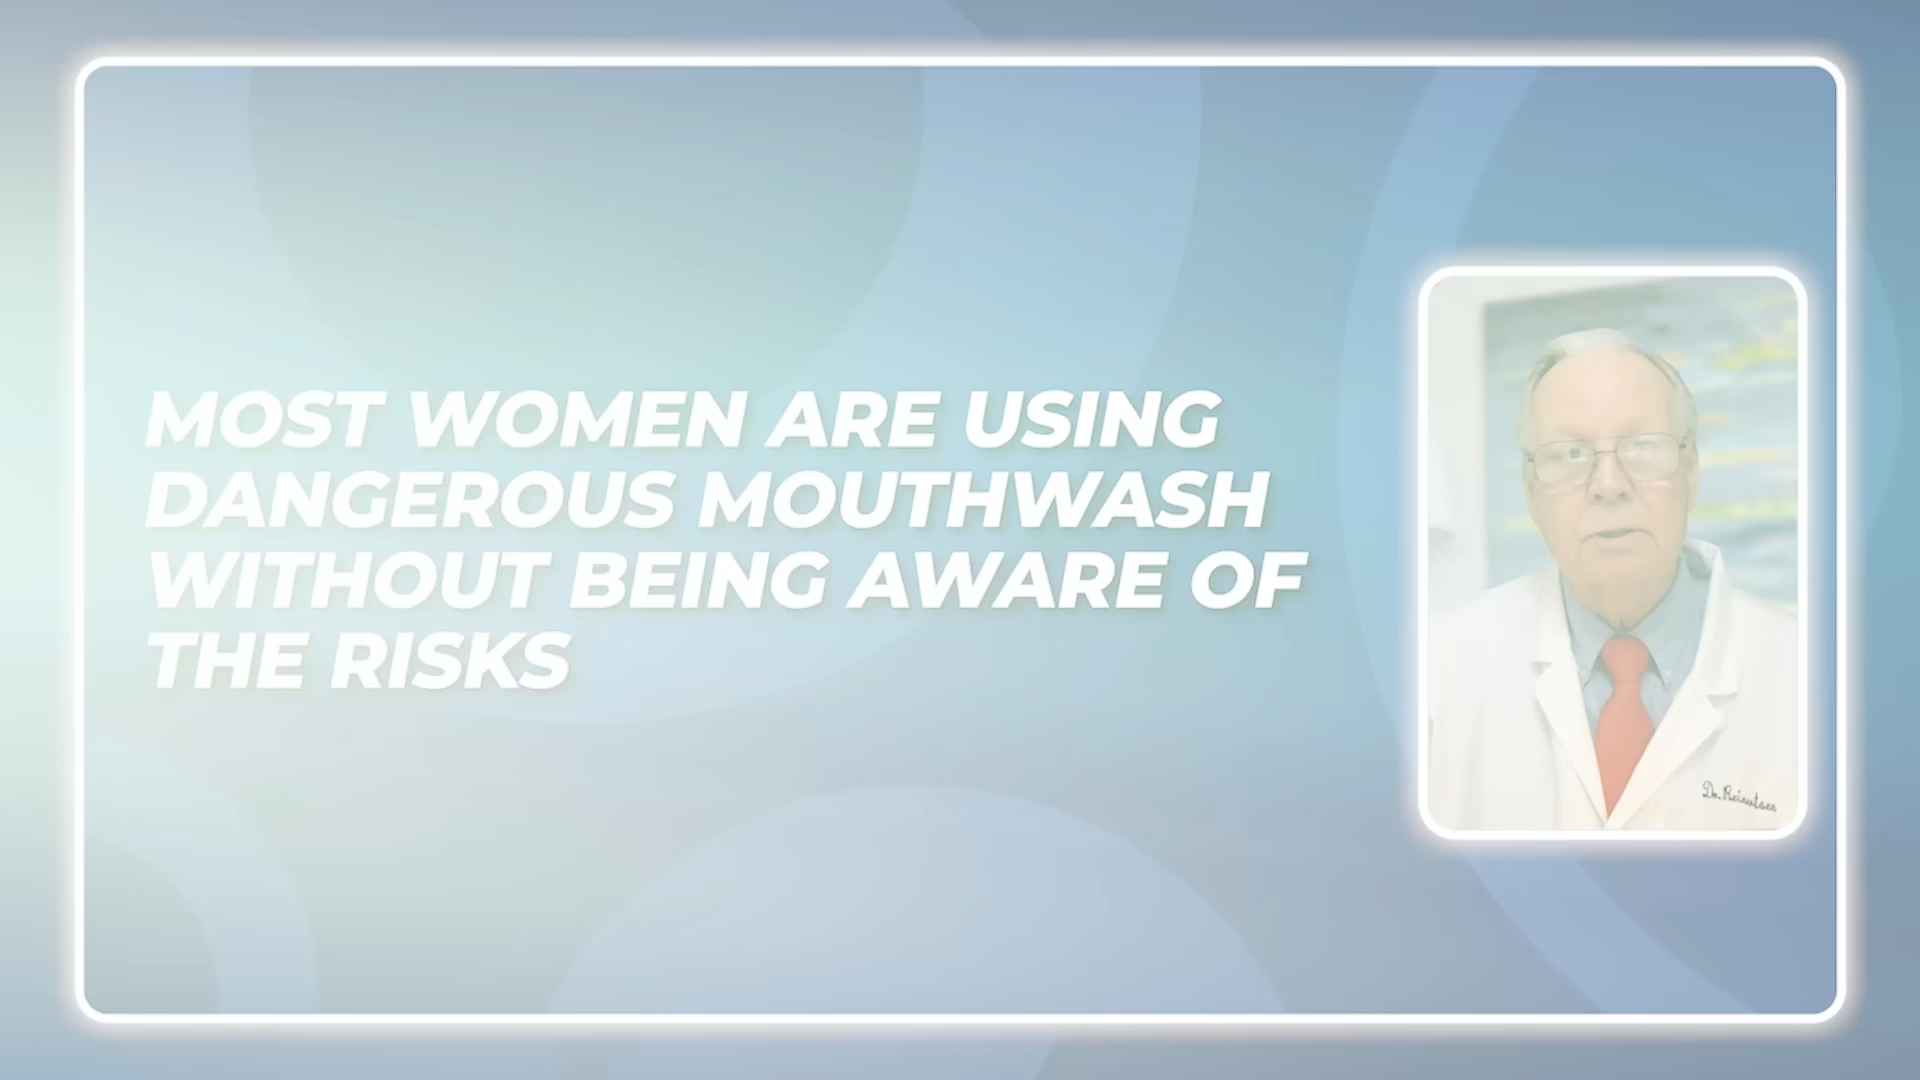 MOST WOMEN ARE USING
DANGEROUS MOUTHWASH
WITHOUT BEING AWARE OF
THE RISKS